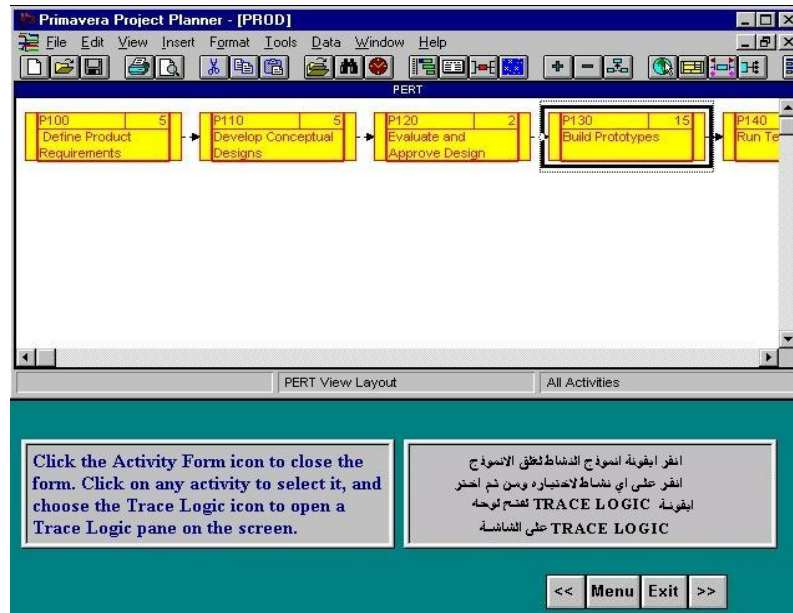 Primavera Project Planner - [PROD]
File Edit View Insert Format Tools Data Window Help
PERT
P100 5
Define Product
Requirements
P110 5
Develop Conceptual
Designs
P120 2
Evaluate and
Approve Design
P130 15
Build Prototypes
P140
Run Te
PERT View Layout
All Activities
Click the Activity Form icon to close the
form. Click on any activity to select it, and
choose the Trace Logic icon to open a
Trace Logic pane on the screen.
انقر ايقونة انموذج النشاط لغلق الانموذج
انقر على اي نشاط لاختياره ومن ثم اختر
ايقونة TRACE LOGIC لفتح لوحه
TRACE LOGIC على الشاشة
<< Menu Exit >>